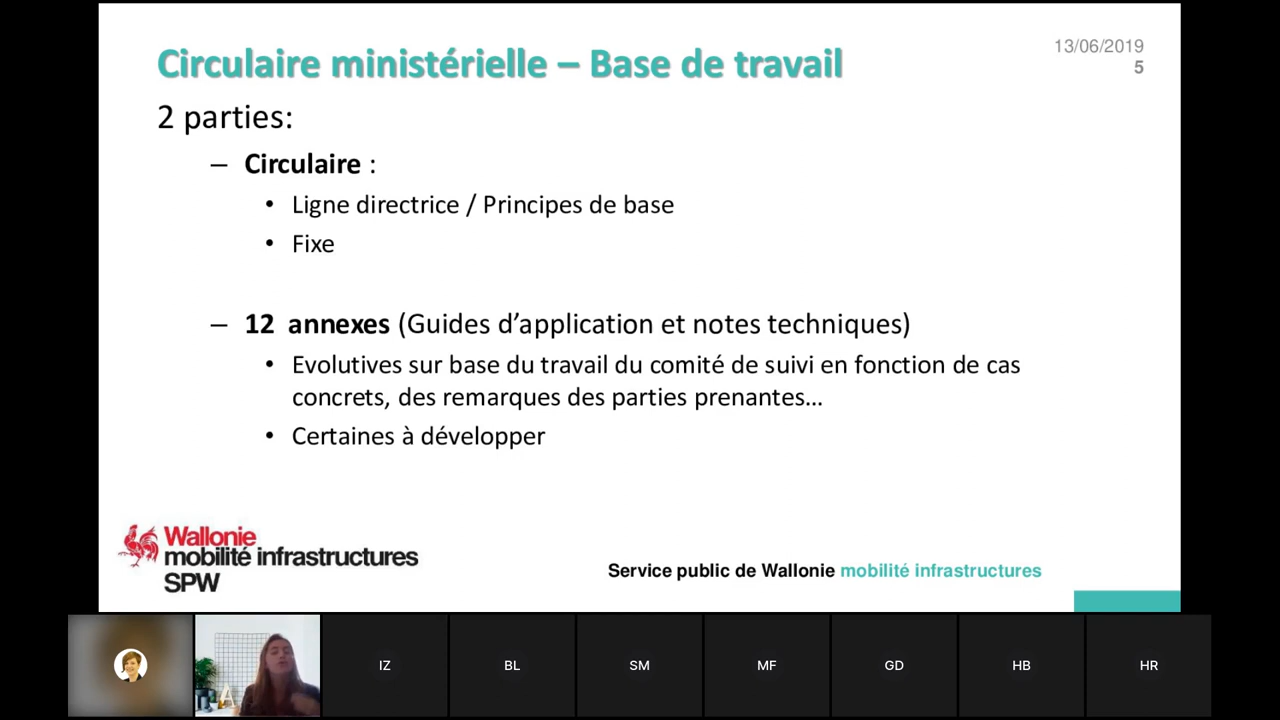 Circulaire ministérielle – Base de travail
13/06/2019
5
2 parties:
– Circulaire :
• Ligne directrice / Principes de base
• Fixe
– 12 annexes (Guides d'application et notes techniques)
• Evolutives sur base du travail du comité de suivi en fonction de cas
concrets, des remarques des parties prenantes…
• Certaines à développer
Wallonie
mobilité infrastructures
SPW
Service public de Wallonie mobilité infrastructures
A
IZ
BL
SM
MF
GD
HB
HR